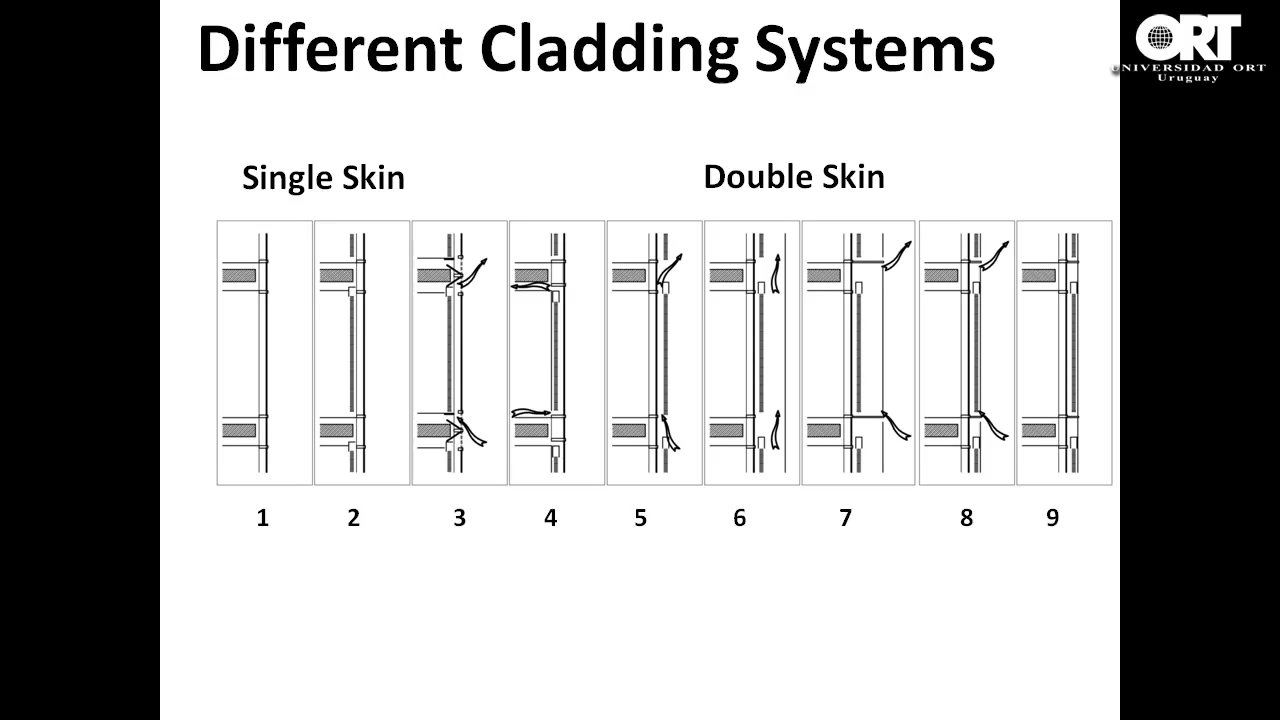 Different Cladding Systems
ORT
UNIVERSIDAD ORT
Uruguay
Single Skin
Double Skin
1 2 3 4 5 6 7 8 9